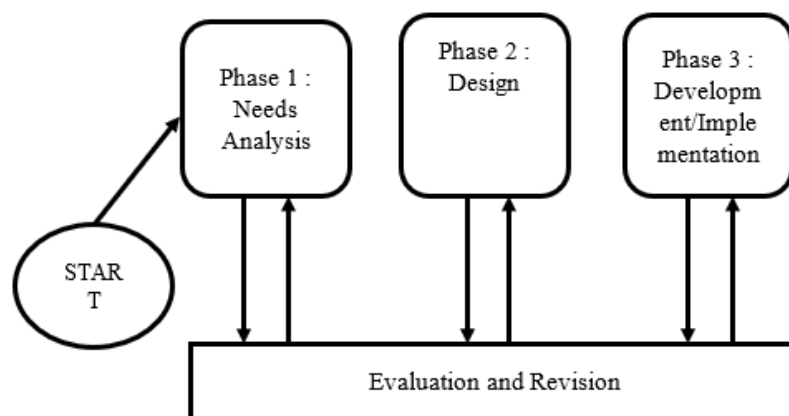 Phase 1 :
Needs
Analysis
Phase 2 :
Design
Phase 3 :
Developm
ent/Imple
mentation
STAR
T
Evaluation and Revision